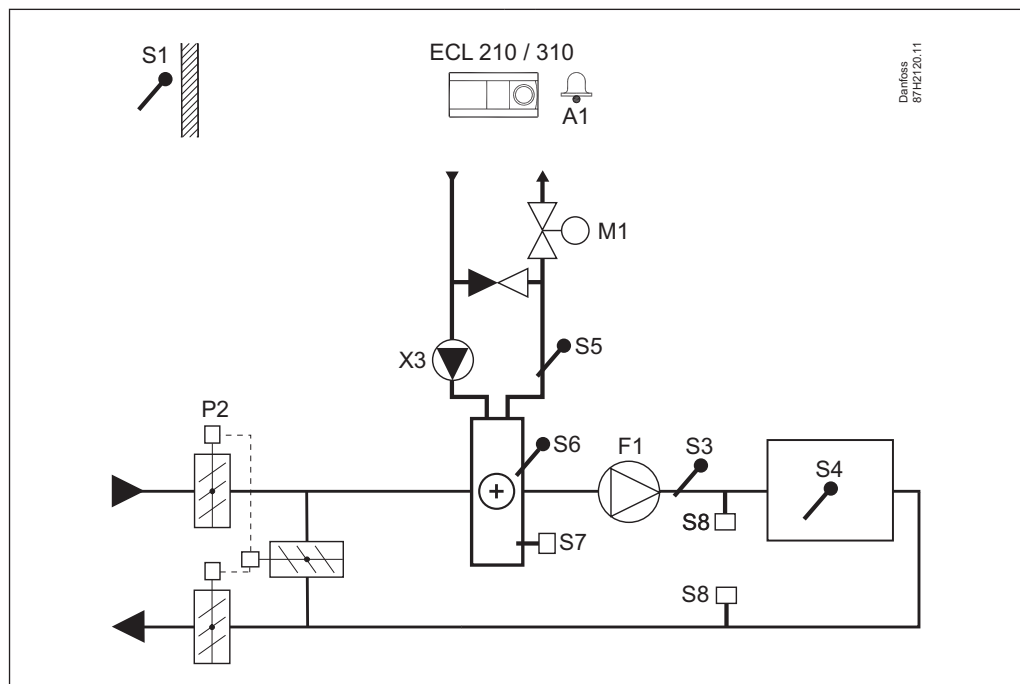 S1
ECL 210 / 310
A1
Danfoss
87H2120.11
M1
X3
S5
P2
S6
F1
S3
S4
S8
S7
S8